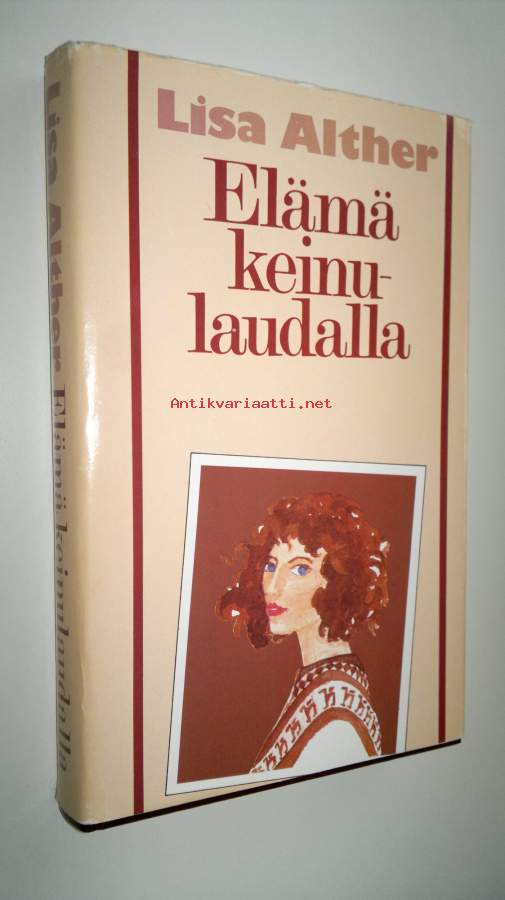 Lisa Alther
Elämä
keinu-
laudalla
Antikvariaatti.net
Lisa Alther Elämä keinulaudalla